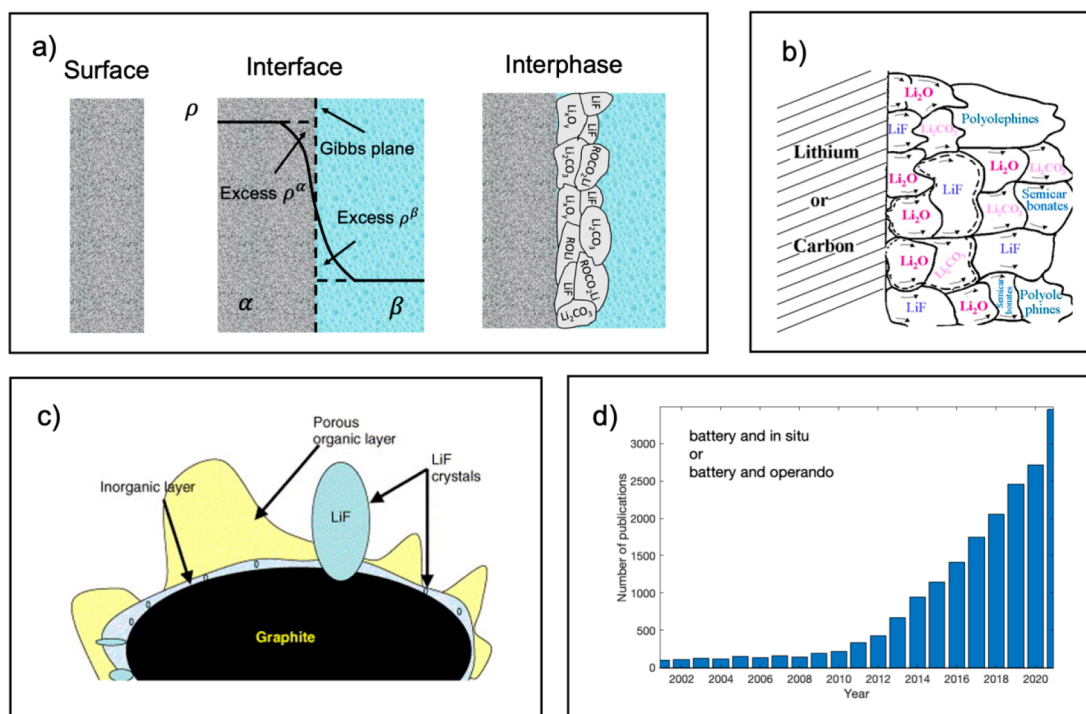 a)
Surface
Interface
Interphase
ρ
Gibbs plane
Excess ρ^α
Excess ρ^β
α
β
LiₓOᵧ
LiF
LiF
Li₂CO₃
ROCO₂Li
LiₓOᵧ
LiF
Li₂CO₃
ROLi
ROCO₂Li
LiF
Li₂CO₃
b)
Lithium
or
Carbon
Li₂O
Polyolephines
LiF
Li₂CO₃
Li₂O
LiF
Li₂O
Li₂CO₃
Semicar
bonates
Li₂O
Li₂CO₃
Li₂O
Li₂CO₃
LiF
LiF
Li₂O
Semicar
bonates
Polyole
phines
c)
Porous
organic layer
LiF
crystals
Inorganic layer
LiF
Graphite
d)
battery and in situ
or
battery and operando
Number of publications
3000
2500
2000
1500
1000
500
0
2002 2004 2006 2008 2010 2012 2014 2016 2018 2020
Year